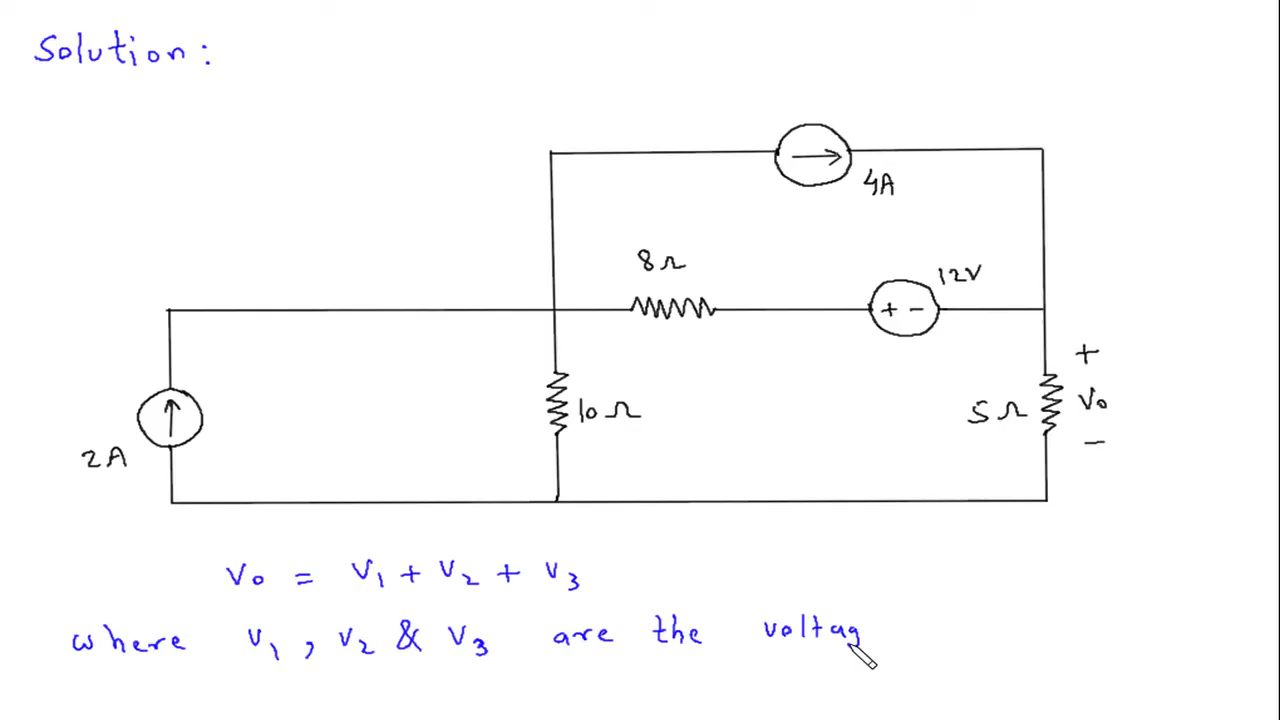 Solution:
4A
8Ω
12V
+ -
+
10Ω
5Ω
Vo
-
2A
Vo = V1 + V2 + V3
where V1, V2 & V3 are the voltag